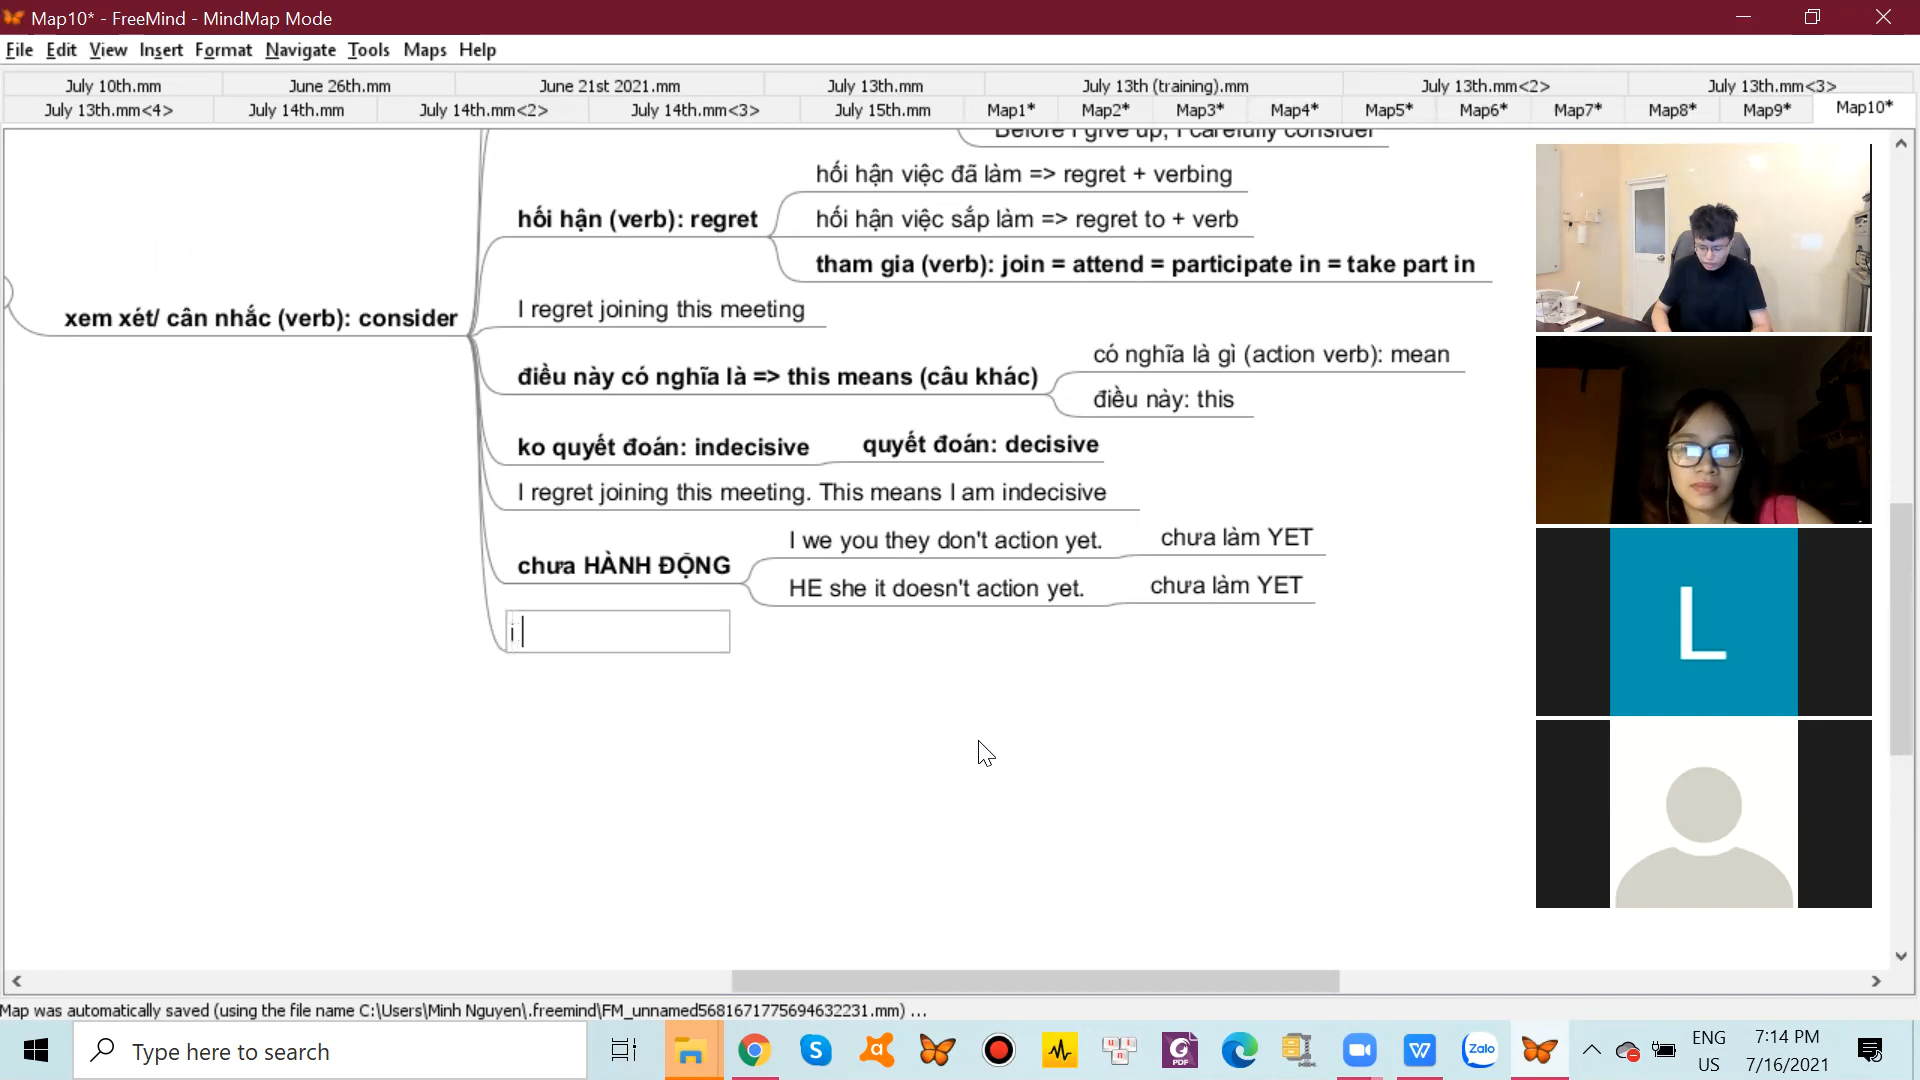 Map10* - FreeMind - MindMap Mode
File Edit View Insert Format Navigate Tools Maps Help
July 10th.mm June 26th.mm June 21st 2021.mm July 13th.mm July 13th (training).mm July 13th.mm<2> July 13th.mm<3>
July 13th.mm<4> July 14th.mm July 14th.mm<2> July 14th.mm<3> July 15th.mm Map1* Map2* Map3* Map4* Map5* Map6* Map7* Map8* Map9* Map10*
Before I give up, I carefully consider
hối hận việc đã làm => regret + verbing
hối hận (verb): regret
hối hận việc sắp làm => regret to + verb
tham gia (verb): join = attend = participate in = take part in
xem xét/ cân nhắc (verb): consider
I regret joining this meeting
có nghĩa là gì (action verb): mean
điều này có nghĩa là => this means (câu khác)
điều này: this
ko quyết đoán: indecisive
quyết đoán: decisive
I regret joining this meeting. This means I am indecisive
I we you they don't action yet.
chưa làm YET
chưa HÀNH ĐỘNG
HE she it doesn't action yet.
chưa làm YET
i
L
Map was automatically saved (using the file name C:\Users\Minh Nguyen\.freemind\FM_unnamed5681671775694632231.mm) ...
Type here to search
Zalo
PDF
ENG
US
7:14 PM
7/16/2021